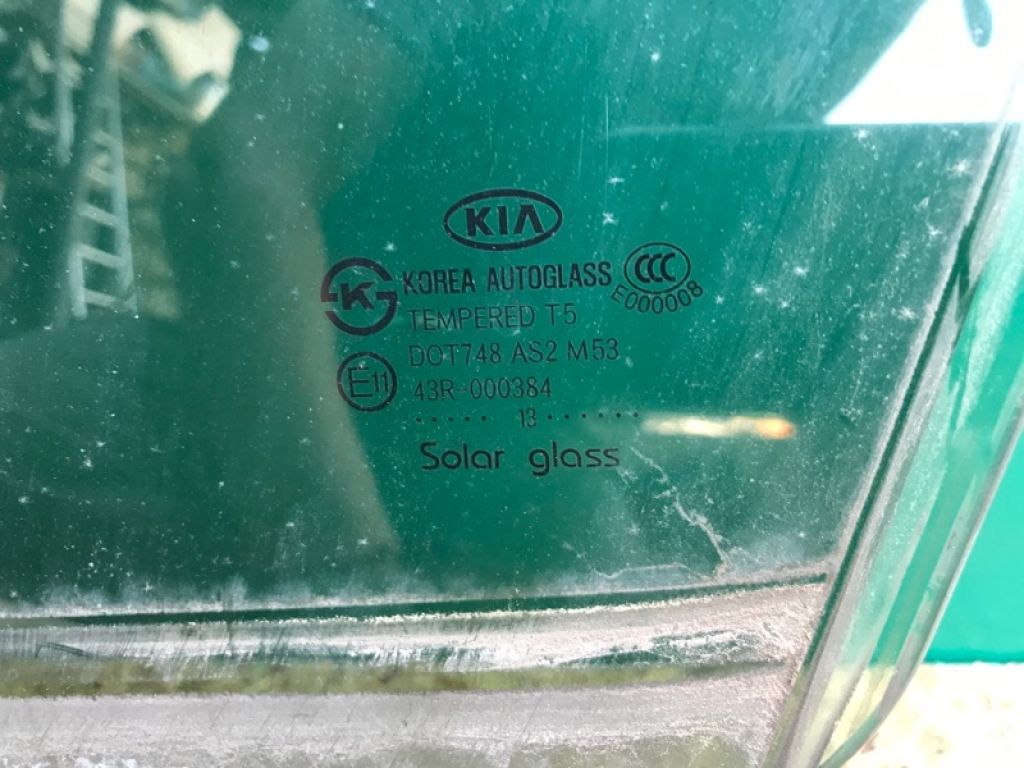 KIA
KOREA AUTOGLASS
CCC
E000008
TEMPERED T5
DOT748 AS2 M53
E11
43R-000384
..... 13 ......
Solar glass